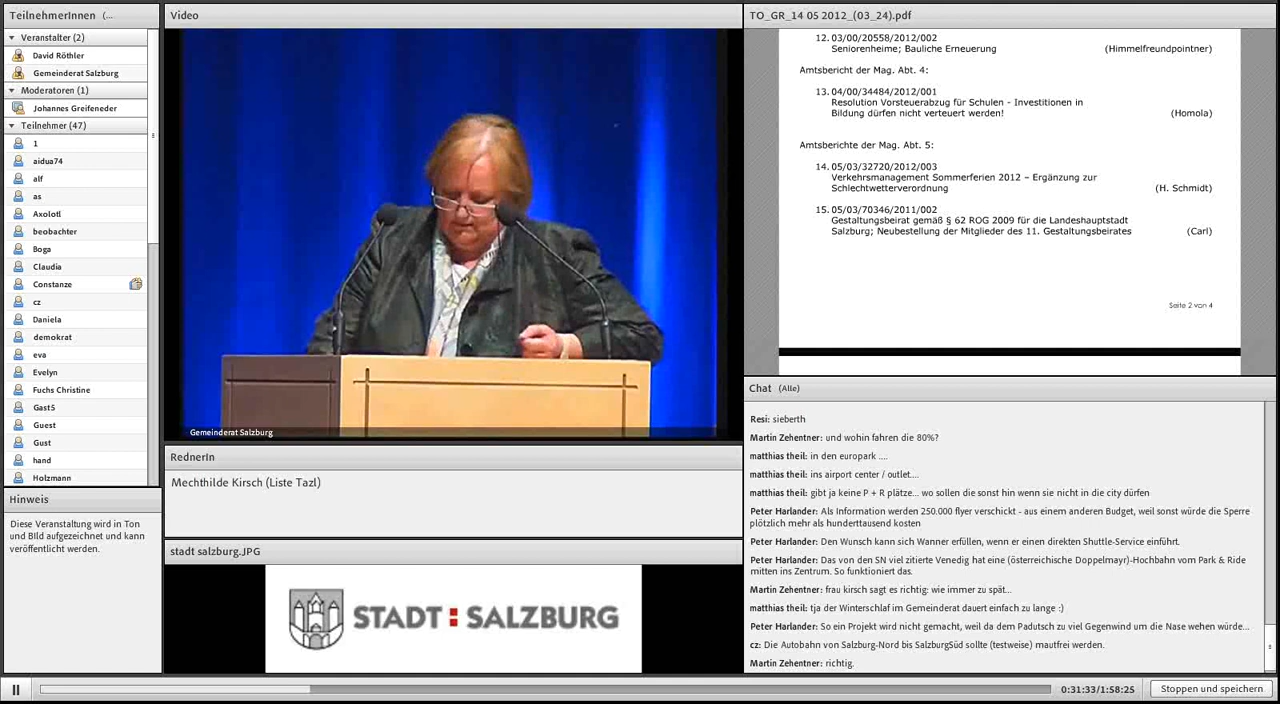 TeilnehmerInnen (...
Veranstalter (2)
David Röthler
Gemeinderat Salzburg
Moderatoren (1)
Johannes Greifeneder
Teilnehmer (47)
1
aidua74
alf
as
Axolotl
beobachter
Boga
Claudia
Constanze
cz
Daniela
demokrat
eva
Evelyn
Fuchs Christine
Gast5
Guest
Gust
hand
Holzmann
Hinweis
Diese Veranstaltung wird in Ton
und Bild aufgezeichnet und kann
veröffentlicht werden.
Video
Gemeinderat Salzburg
RednerIn
Mechthilde Kirsch (Liste Tazl)
stadt salzburg.JPG
STADT : SALZBURG
TO_GR_14 05 2012_(03_24).pdf
12. 03/00/20558/2012/002
Seniorenheime; Bauliche Erneuerung (Himmelfreundpointner)
Amtsbericht der Mag. Abt. 4:
13. 04/00/34484/2012/001
Resolution Vorsteuerabzug für Schulen - Investitionen in
Bildung dürfen nicht verteuert werden! (Homola)
Amtsberichte der Mag. Abt. 5:
14. 05/03/32720/2012/003
Verkehrsmanagement Sommerferien 2012 – Ergänzung zur
Schlechtwetterverordnung (H. Schmidt)
15. 05/03/70346/2011/002
Gestaltungsbeirat gemäß § 62 ROG 2009 für die Landeshauptstadt
Salzburg; Neubestellung der Mitglieder des 11. Gestaltungsbeirates (Carl)
Seite 2 von 4
Chat (Alle)
Resi: sieberth
Martin Zehentner: und wohin fahren die 80%?
matthias theil: in den europark ....
matthias theil: ins airport center / outlet....
matthias theil: gibt ja keine P + R plätze... wo sollen die sonst hin wenn sie nicht in die city dürfen
Peter Harlander: Als Information werden 250.000 flyer verschickt - aus einem anderen Budget, weil sonst würde die Sperre
plötzlich mehr als hunderttausend kosten
Peter Harlander: Den Wunsch kann sich Wanner erfüllen, wenn er einen direkten Shuttle-Service einführt.
Peter Harlander: Das von den SN viel zitierte Venedig hat eine (österreichische Doppelmayr)-Hochbahn vom Park & Ride
mitten ins Zentrum. So funktioniert das.
Martin Zehentner: frau kirsch sagt es richtig: wie immer zu spät...
matthias theil: tja der Winterschlaf im Gemeinderat dauert einfach zu lange :)
Peter Harlander: So ein Projekt wird nicht gemacht, weil da dem Padutsch zu viel Gegenwind um die Nase wehen würde...
cz: Die Autobahn von Salzburg-Nord bis SalzburgSüd sollte (testweise) mautfrei werden.
Martin Zehentner: richtig.
0:31:33/1:58:25
Stoppen und speichern